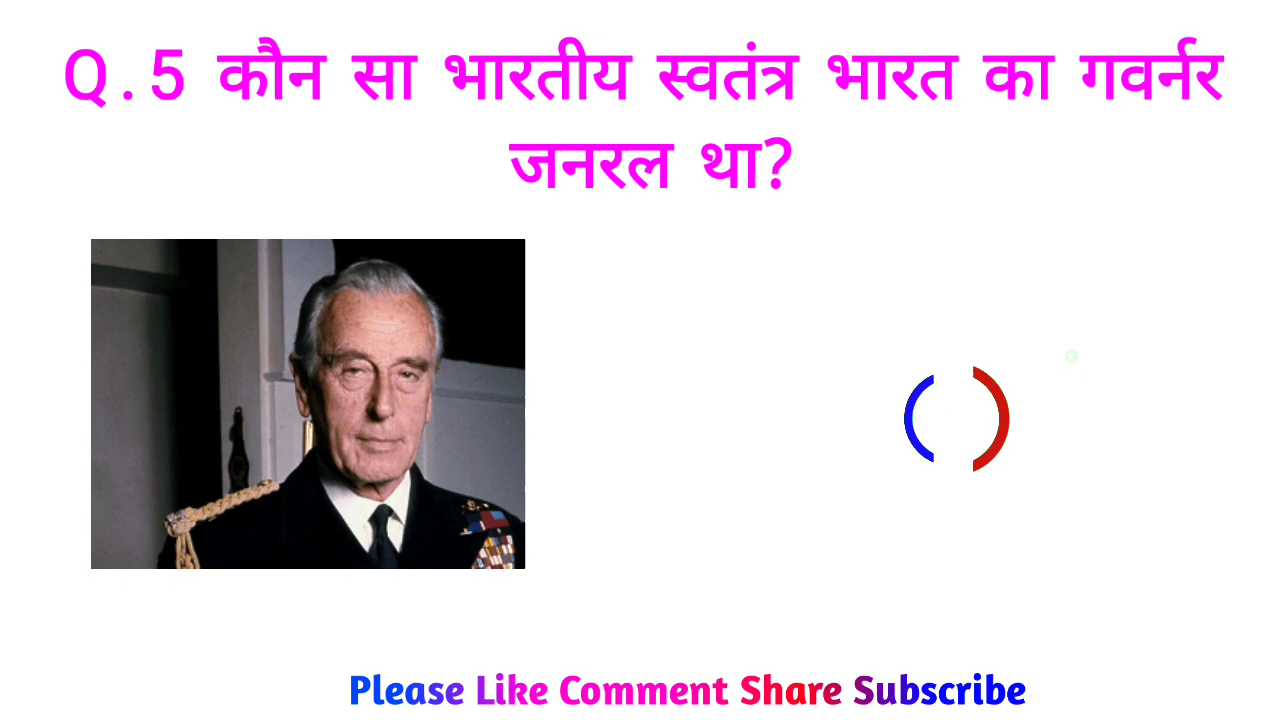 Q.5 कौन सा भारतीय स्वतंत्र भारत का गवर्नर
जनरल था?
Please Like Comment Share Subscribe